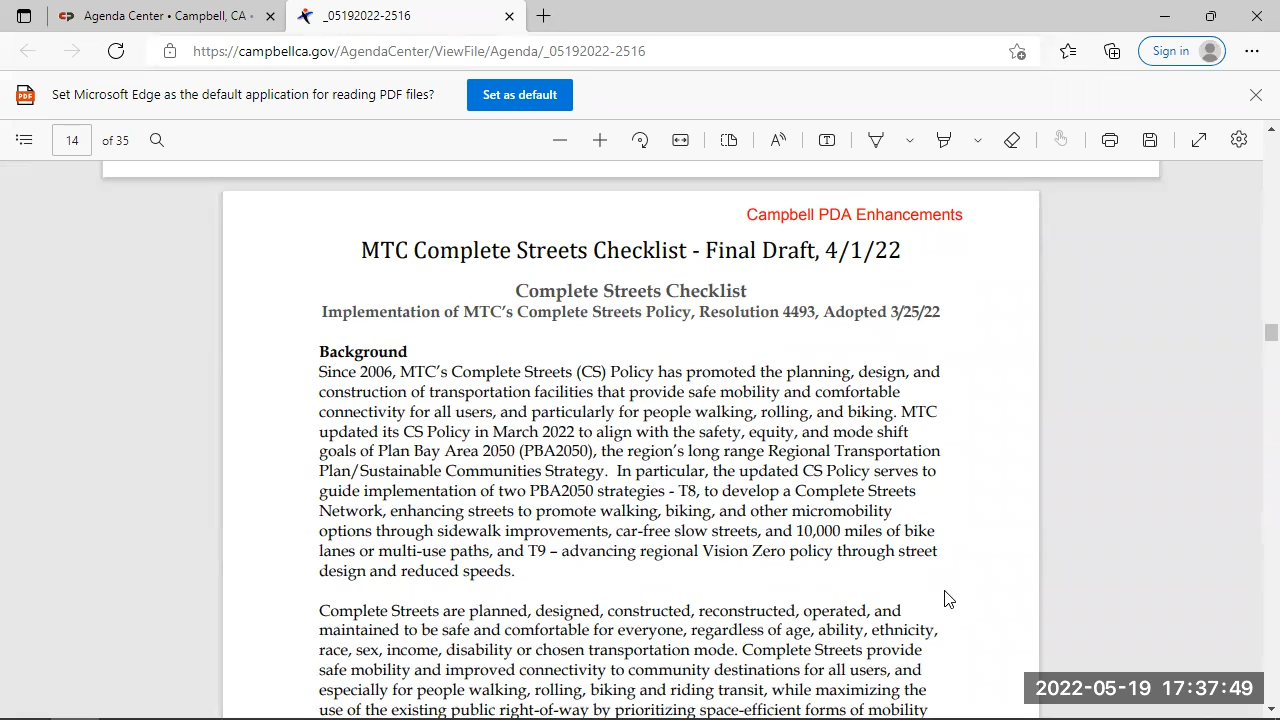 Agenda Center • Campbell, CA •
_05192022-2516
https://campbellca.gov/AgendaCenter/ViewFile/Agenda/_05192022-2516
Sign in
PDF
Set Microsoft Edge as the default application for reading PDF files?
Set as default
14 of 35
Campbell PDA Enhancements
MTC Complete Streets Checklist - Final Draft, 4/1/22
Complete Streets Checklist
Implementation of MTC's Complete Streets Policy, Resolution 4493, Adopted 3/25/22
Background
Since 2006, MTC's Complete Streets (CS) Policy has promoted the planning, design, and
construction of transportation facilities that provide safe mobility and comfortable
connectivity for all users, and particularly for people walking, rolling, and biking. MTC
updated its CS Policy in March 2022 to align with the safety, equity, and mode shift
goals of Plan Bay Area 2050 (PBA2050), the region's long range Regional Transportation
Plan/Sustainable Communities Strategy. In particular, the updated CS Policy serves to
guide implementation of two PBA2050 strategies - T8, to develop a Complete Streets
Network, enhancing streets to promote walking, biking, and other micromobility
options through sidewalk improvements, car-free slow streets, and 10,000 miles of bike
lanes or multi-use paths, and T9 – advancing regional Vision Zero policy through street
design and reduced speeds.
Complete Streets are planned, designed, constructed, reconstructed, operated, and
maintained to be safe and comfortable for everyone, regardless of age, ability, ethnicity,
race, sex, income, disability or chosen transportation mode. Complete Streets provide
safe mobility and improved connectivity to community destinations for all users, and
especially for people walking, rolling, biking and riding transit, while maximizing the
use of the existing public right-of-way by prioritizing space-efficient forms of mobility
2022-05-19 17:37:49